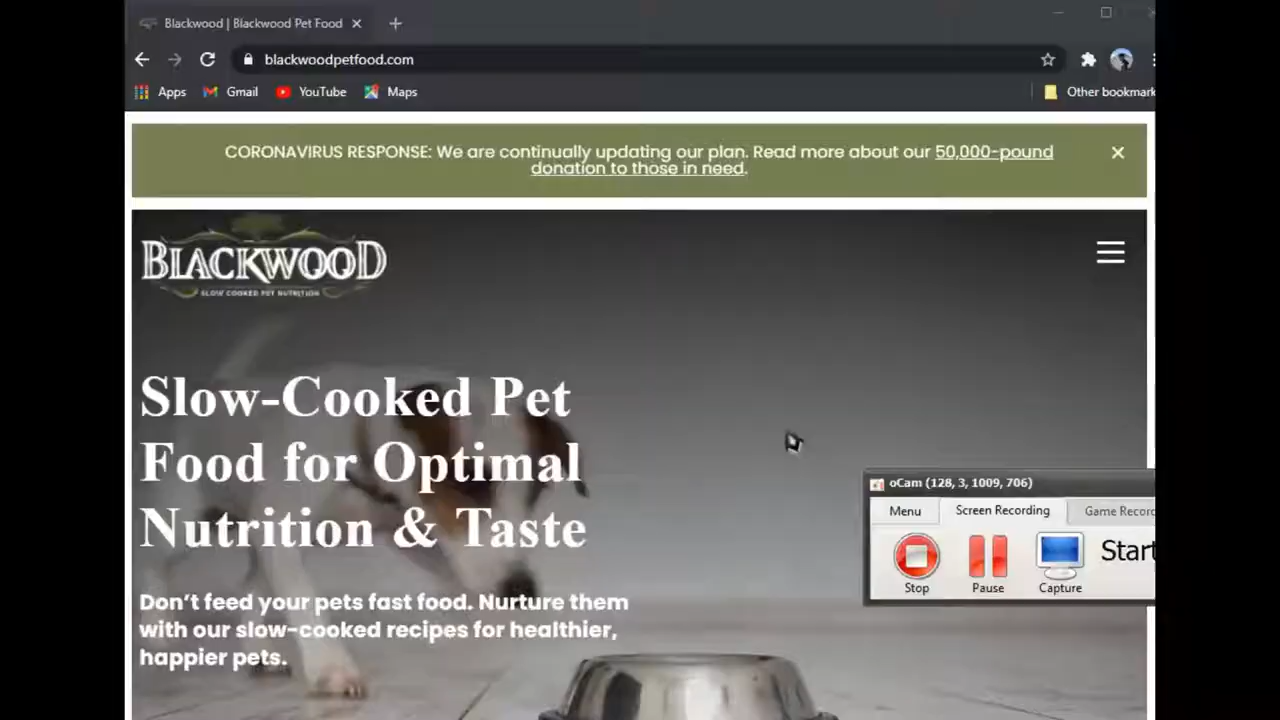 Blackwood | Blackwood Pet Food
blackwoodpetfood.com
Apps Gmail YouTube Maps Other bookmark
CORONAVIRUS RESPONSE: We are continually updating our plan. Read more about our 50,000-pound
donation to those in need.
BLACKWOOD
SLOW COOKED PET NUTRITION
Slow-Cooked Pet
Food for Optimal
Nutrition & Taste
Don’t feed your pets fast food. Nurture them
with our slow-cooked recipes for healthier,
happier pets.
oCam (128, 3, 1009, 706)
Menu Screen Recording Game Recor
Start
Stop Pause Capture